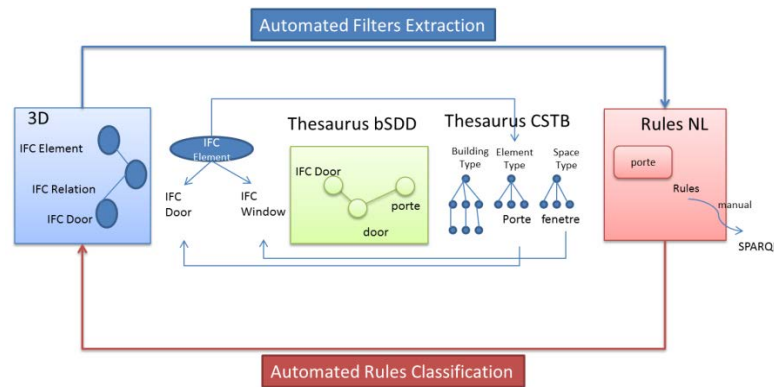 Automated Filters Extraction
3D
IFC Element
IFC Relation
IFC Door
IFC
Element
IFC
Door
IFC
Window
Thesaurus bSDD
IFC Door
porte
door
Thesaurus CSTB
Building
Type
Element
Type
Space
Type
Porte
fenetre
Rules NL
porte
Rules
manual
SPARQ
Automated Rules Classification